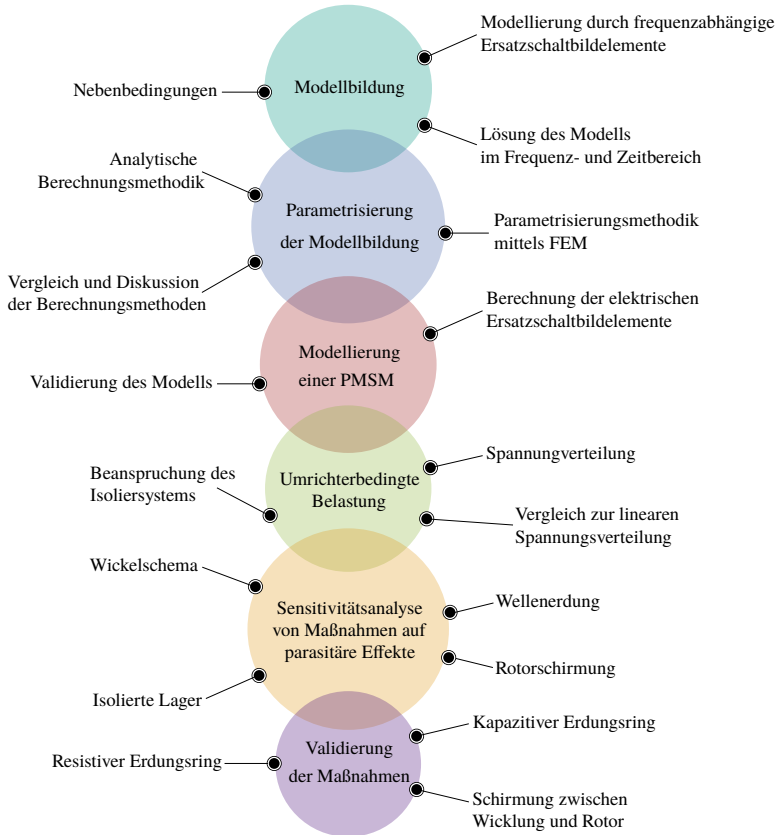 Modellierung durch frequenzabhängige
Ersatzschaltbildelemente
Nebenbedingungen
Modellbildung
Lösung des Modells
im Frequenz- und Zeitbereich
Analytische
Berechnungsmethodik
Parametrisierung
der Modellbildung
Parametrisierungsmethodik
mittels FEM
Vergleich und Diskussion
der Berechnungsmethoden
Berechnung der elektrischen
Ersatzschaltbildelemente
Modellierung
einer PMSM
Validierung des Modells
Spannungverteilung
Beanspruchung des
Isoliersystems
Umrichterbedingte
Belastung
Vergleich zur linearen
Spannungsverteilung
Wickelschema
Wellenerdung
Sensitivitätsanalyse
von Maßnahmen auf
parasitäre Effekte
Rotorschirmung
Isolierte Lager
Kapazitiver Erdungsring
Resistiver Erdungsring
Validierung
der Maßnahmen
Schirmung zwischen
Wicklung und Rotor